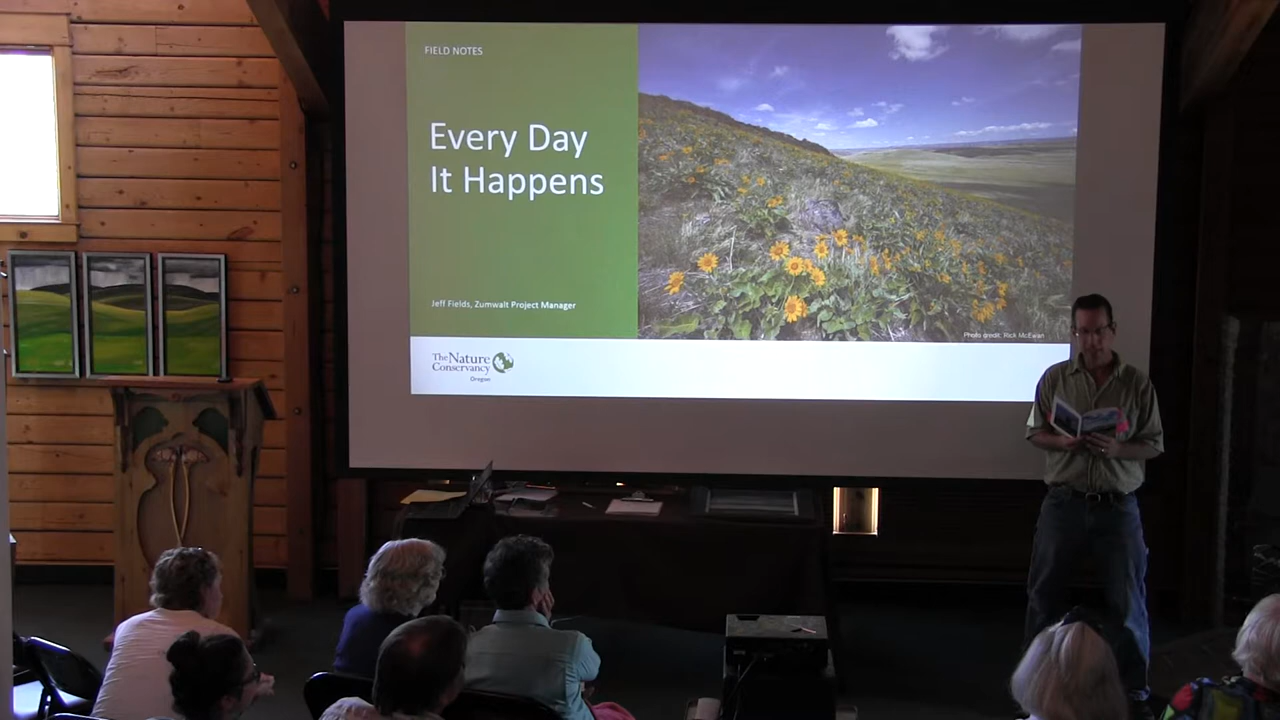 FIELD NOTES
Every Day
It Happens
Jeff Fields, Zumwalt Project Manager
Photo credit: Rick McEwan
The Nature
Conservancy
Oregon